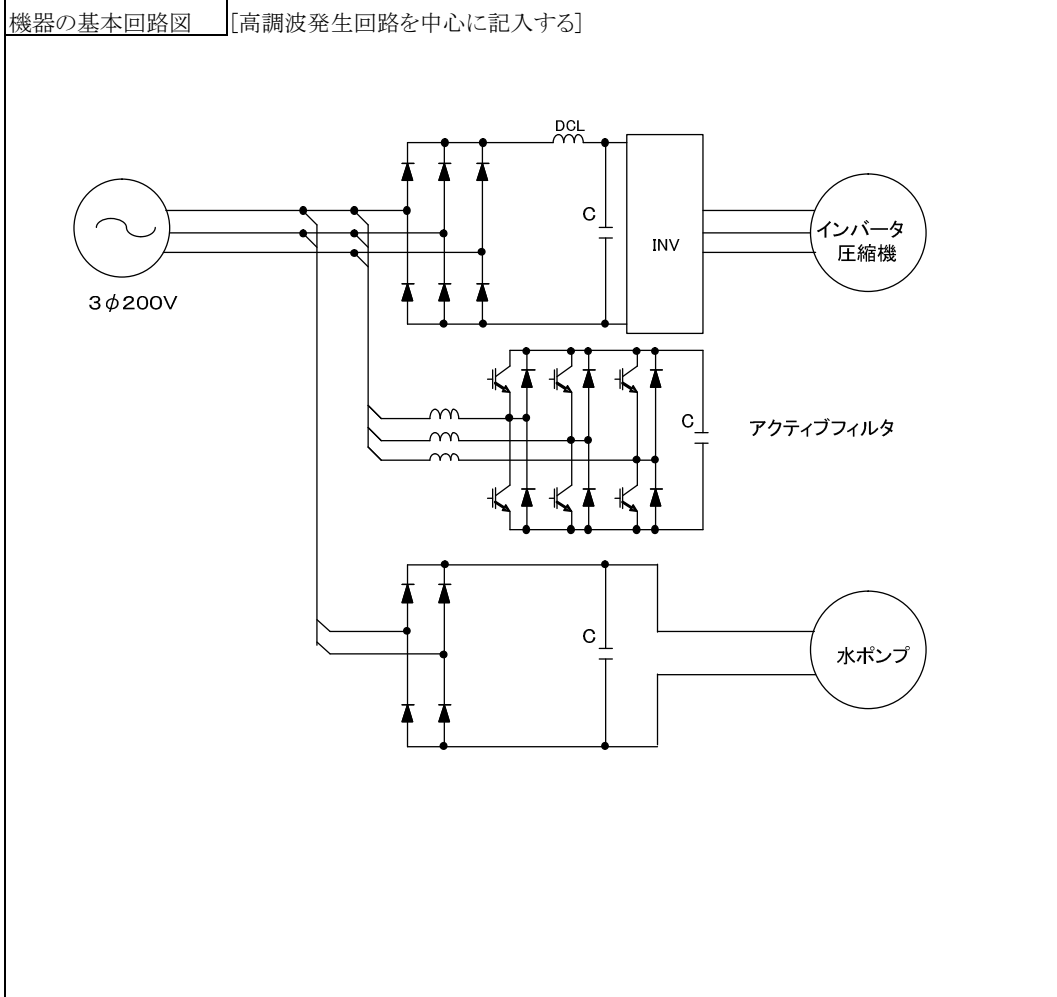 機器の基本回路図 [高調波発生回路を中心に記入する]
DCL
C
INV
インバータ
圧縮機
3φ200V
C
アクティブフィルタ
C
水ポンプ